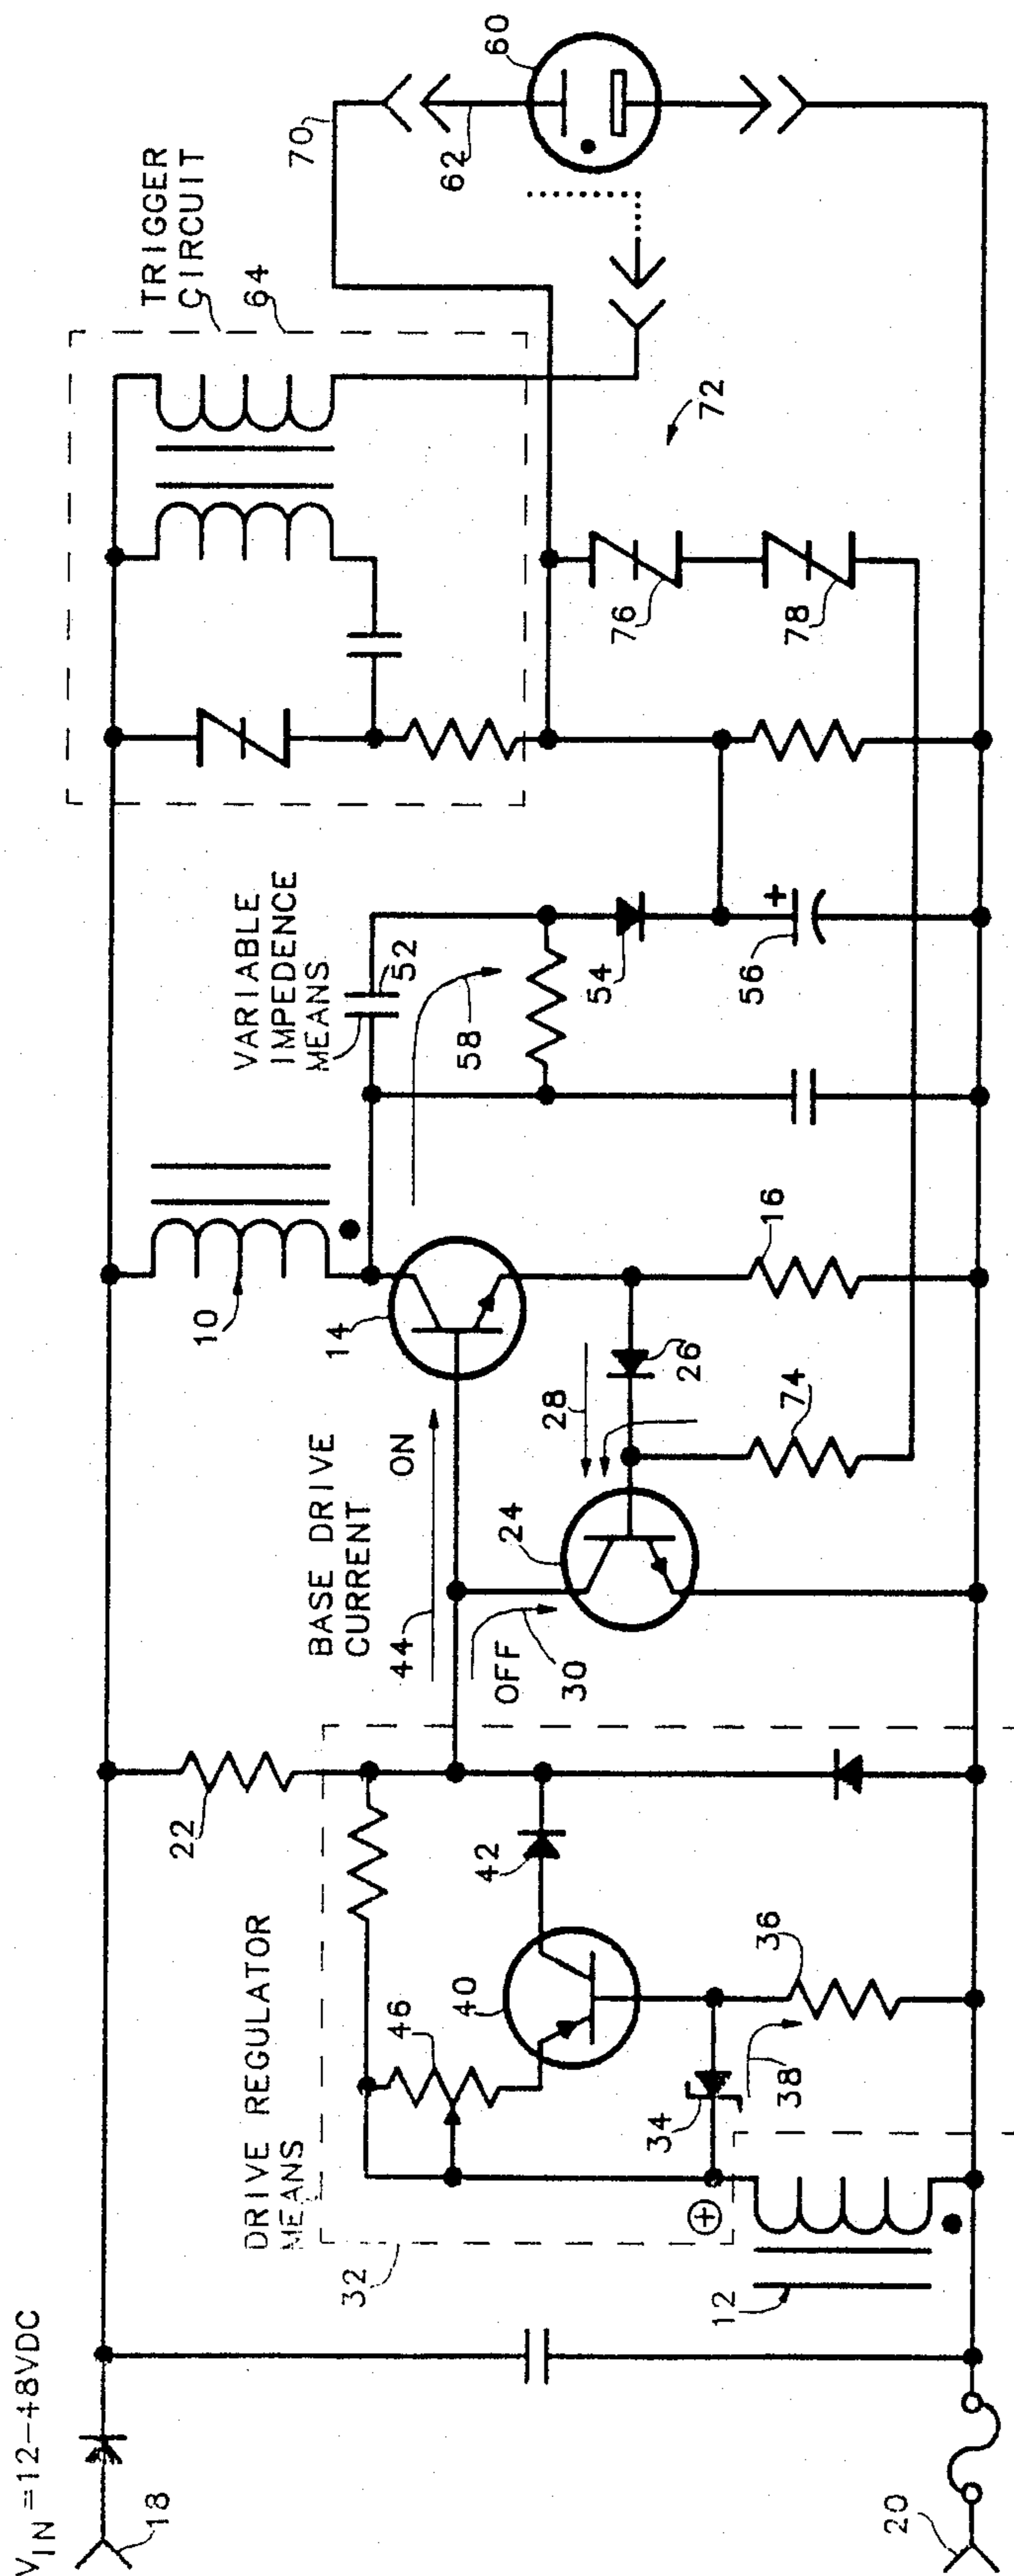 V IN =12-48VDC
18
20
DRIVE REGULATOR
MEANS
32
12
34
38
36
46
40
42
22
BASE DRIVE
CURRENT
44
ON
OFF
30
24
28
26
74
16
10
14
VARIABLE
IMPEDENCE
MEANS
52
58
54
56
+
TRIGGER
CIRCUIT
64
76
78
72
70
62
60
+